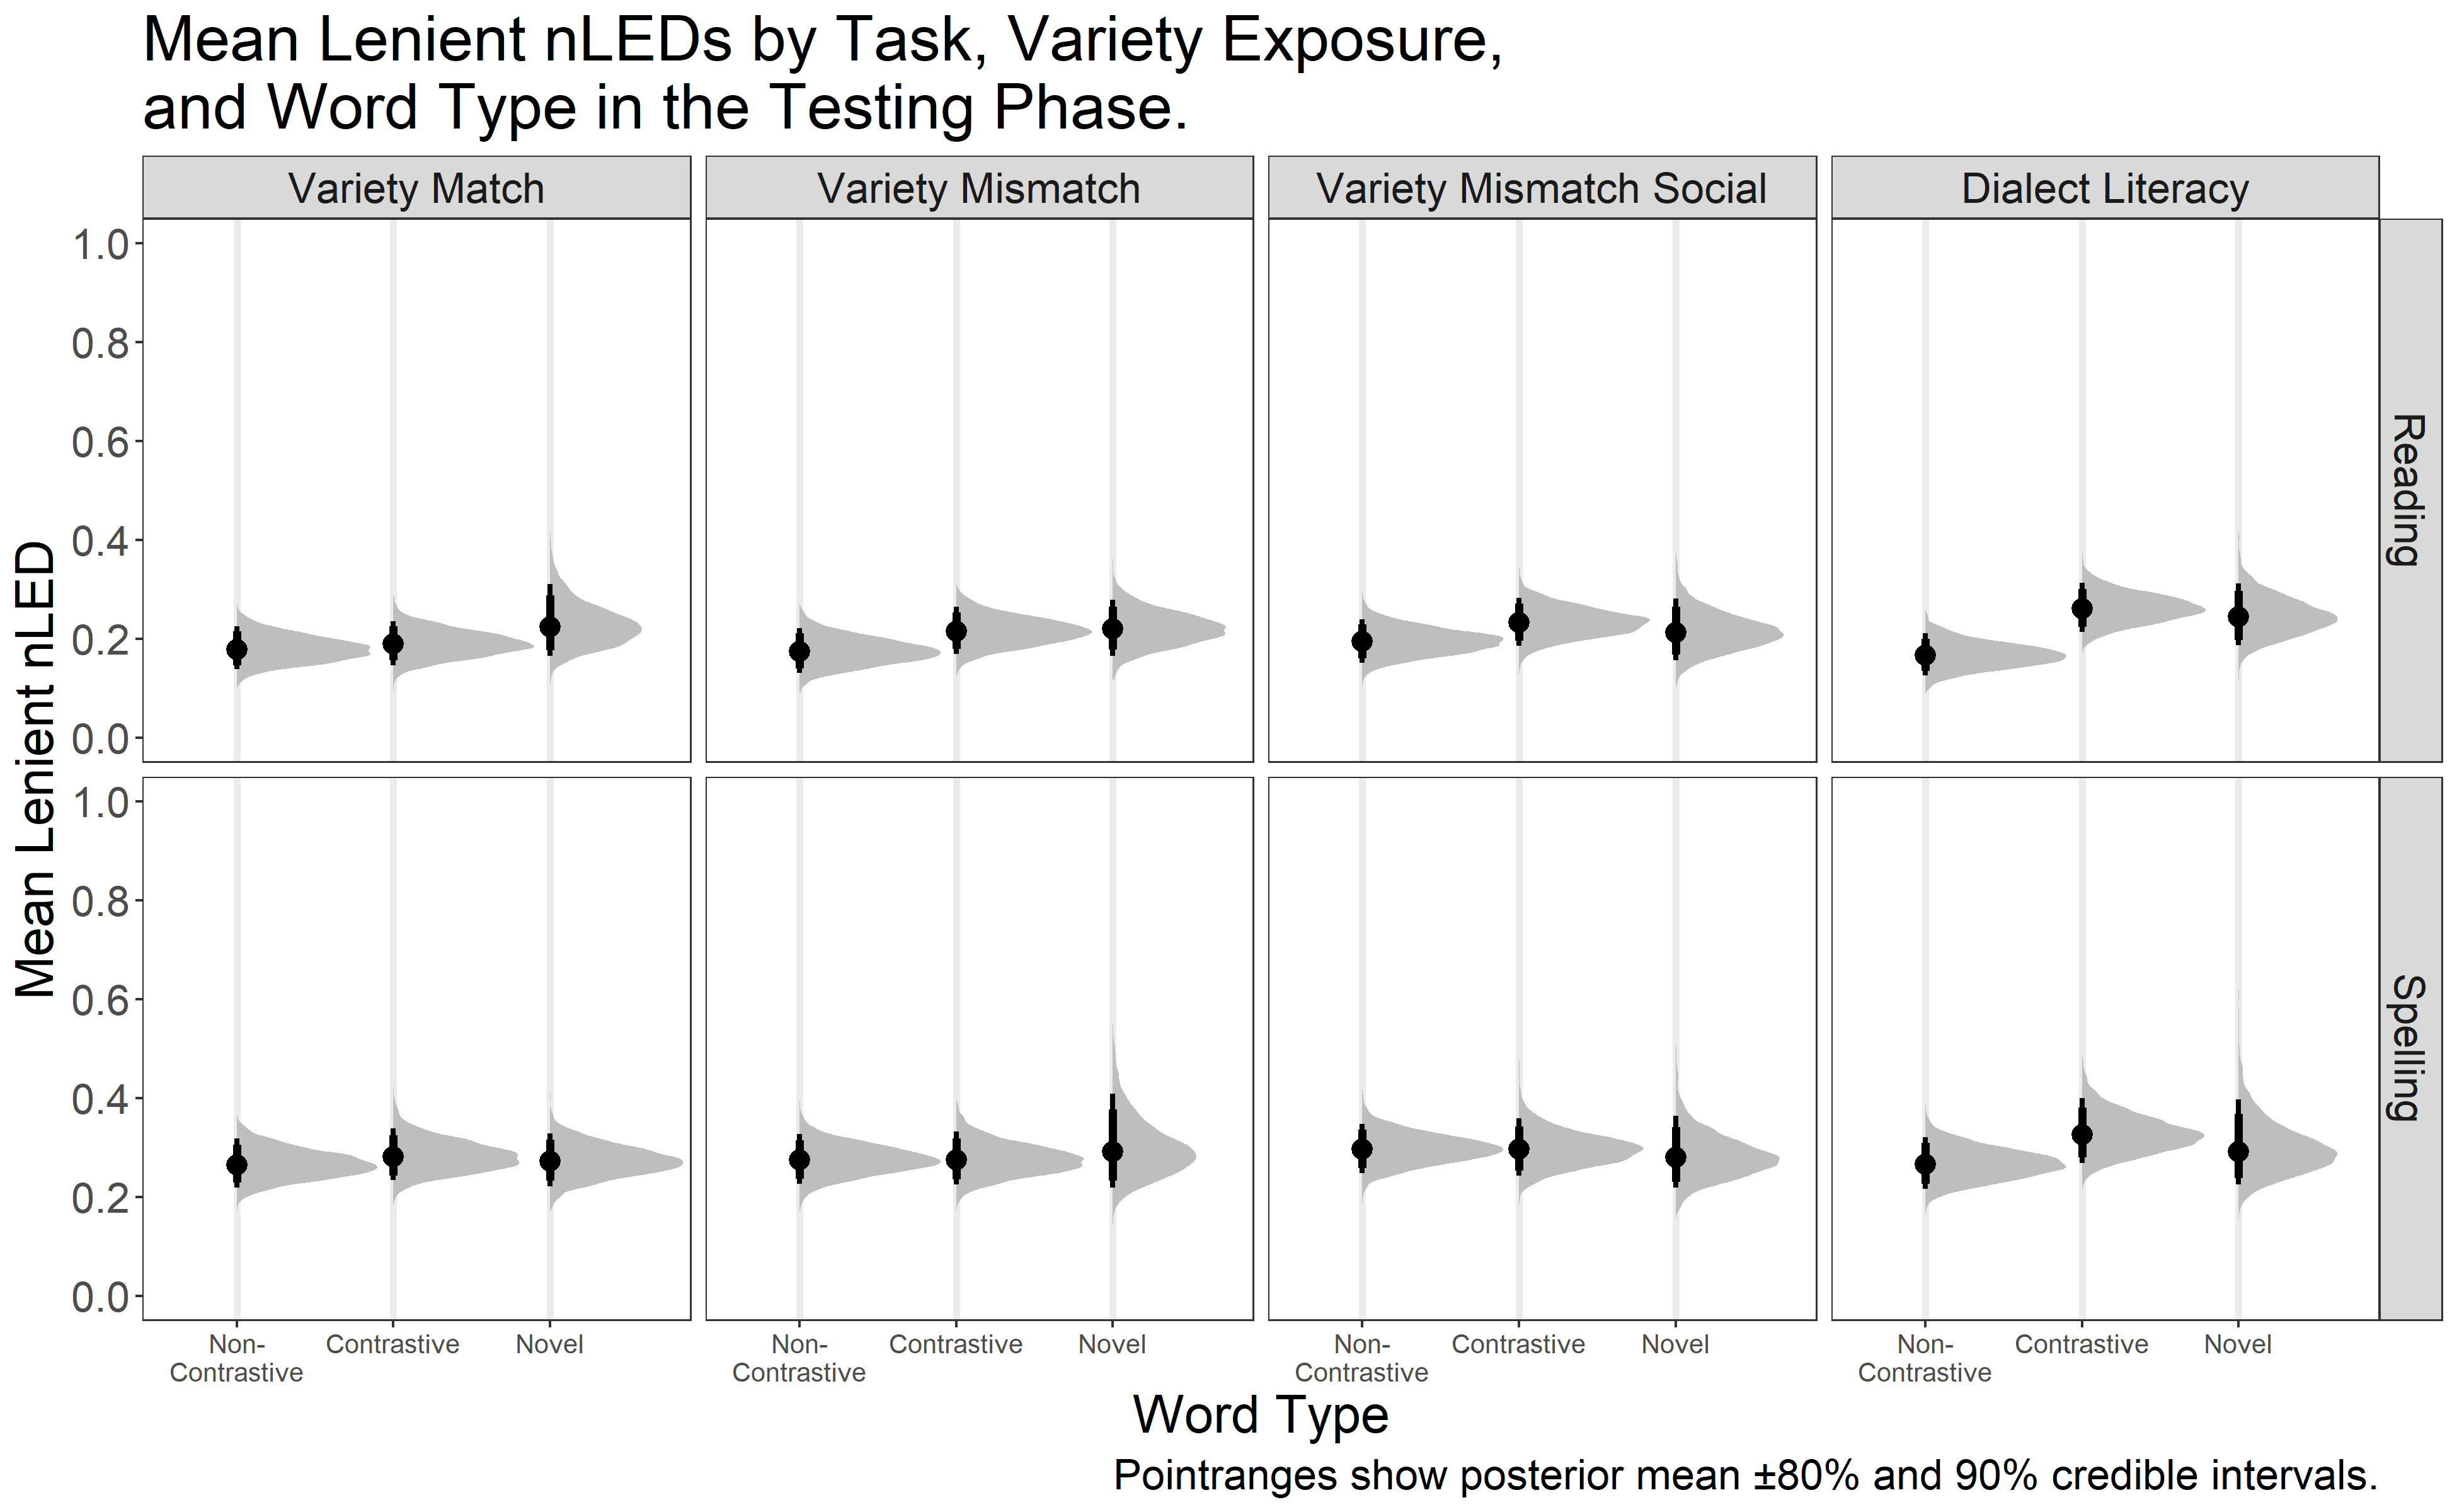 Mean Lenient nLEDs by Task, Variety Exposure,
and Word Type in the Testing Phase.
Variety Match
Variety Mismatch
Variety Mismatch Social
Dialect Literacy
Mean Lenient nLED
1.0
0.8
0.6
0.4
0.2
0.0
Reading
1.0
0.8
0.6
0.4
0.2
0.0
Spelling
Non-
Contrastive
Contrastive
Novel
Non-
Contrastive
Contrastive
Novel
Non-
Contrastive
Contrastive
Novel
Non-
Contrastive
Contrastive
Novel
Word Type
Pointranges show posterior mean ±80% and 90% credible intervals.